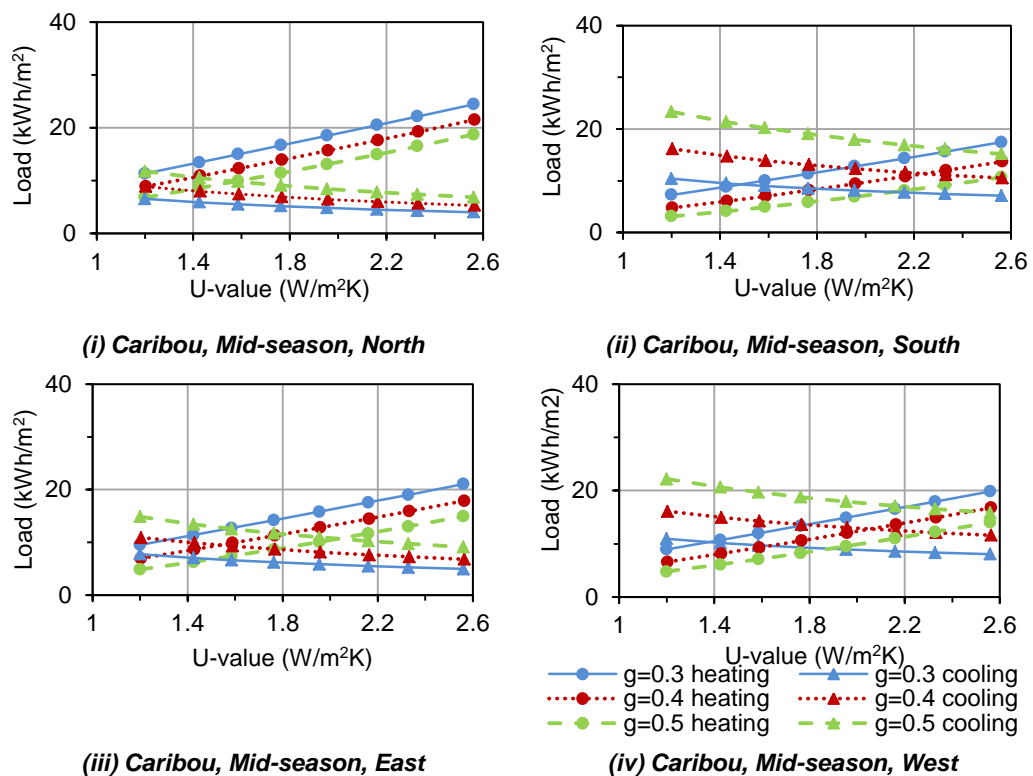 40
20
0
Load (kWh/m²)
1 1.4 1.8 2.2 2.6
U-value (W/m²K)
(i) Caribou, Mid-season, North
40
20
0
Load (kWh/m²)
1 1.4 1.8 2.2 2.6
U-value (W/m²K)
(ii) Caribou, Mid-season, South
40
20
0
Load (kWh/m²)
1 1.4 1.8 2.2 2.6
U-value (W/m²K)
(iii) Caribou, Mid-season, East
40
20
0
Load (kWh/m2)
1 1.4 1.8 2.2 2.6
U-value (W/m²K)
g=0.3 heating g=0.3 cooling
g=0.4 heating g=0.4 cooling
g=0.5 heating g=0.5 cooling
(iv) Caribou, Mid-season, West